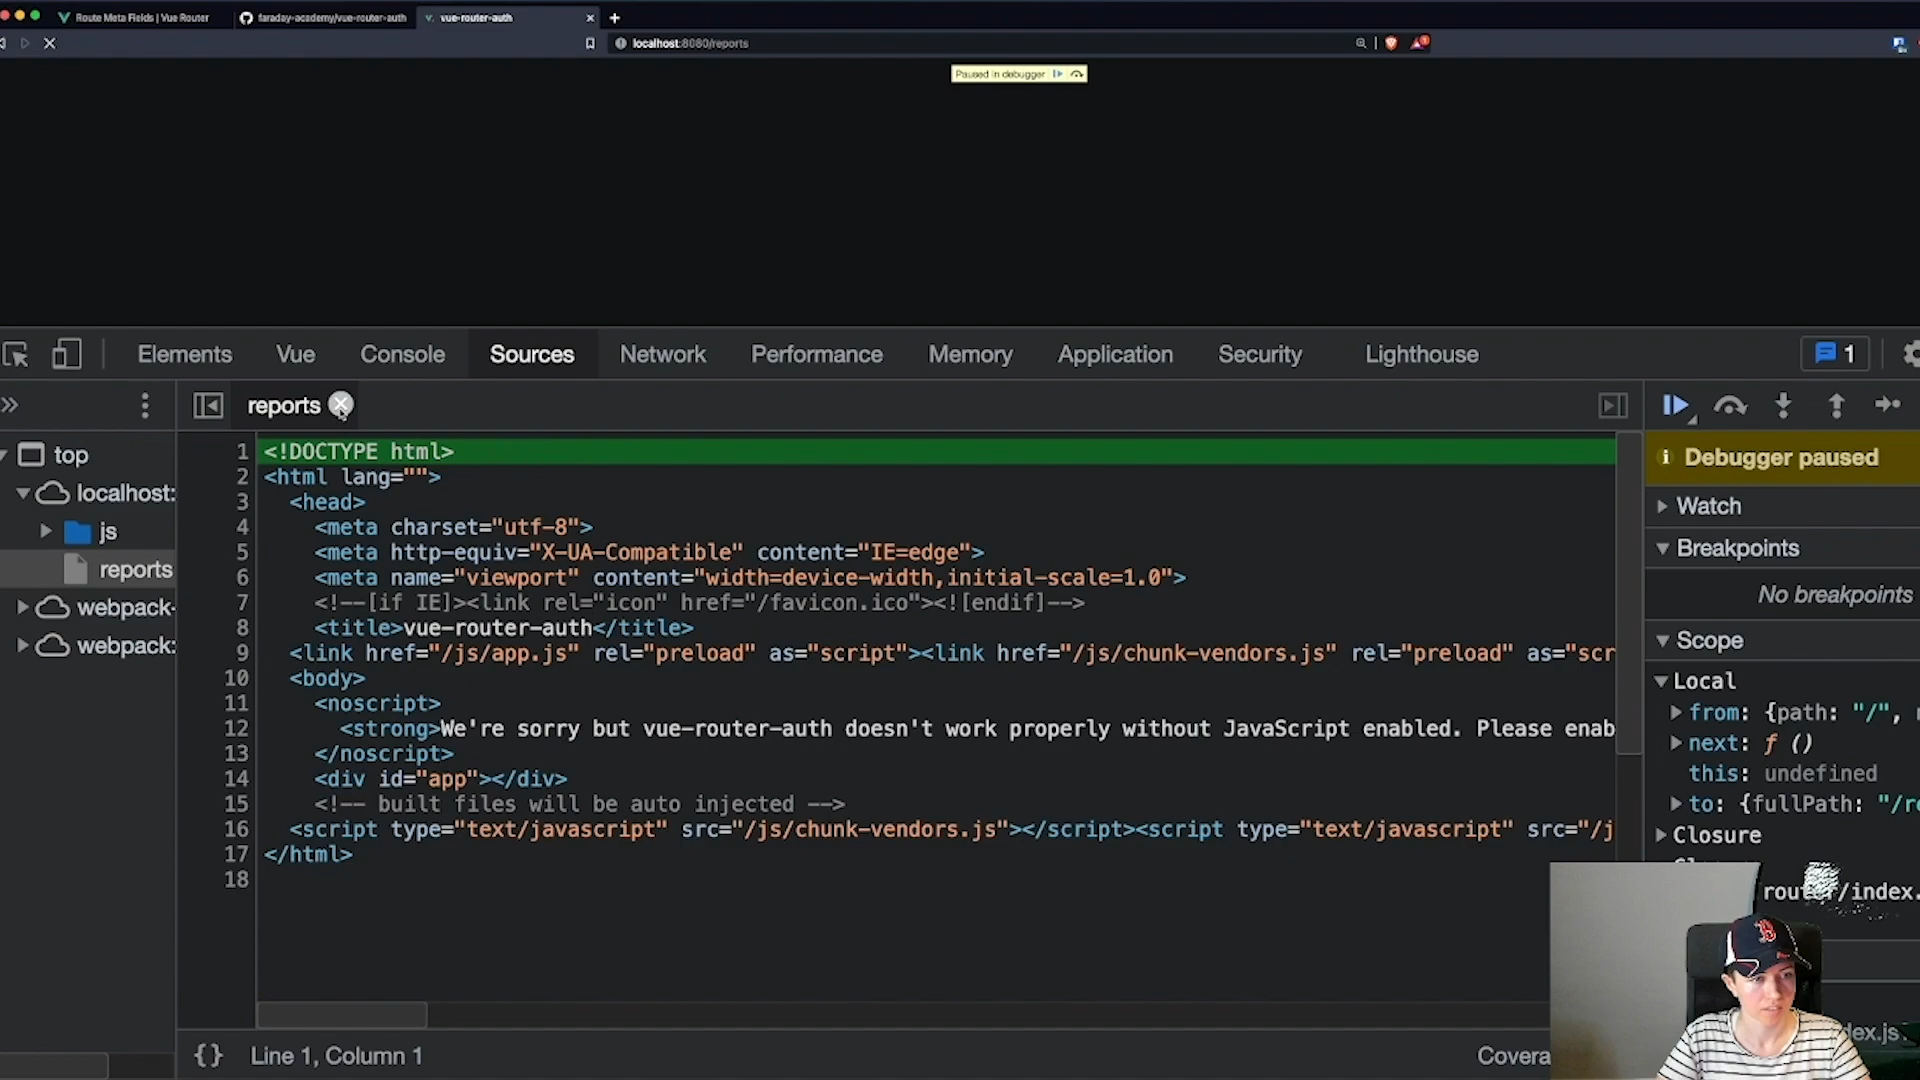 Route Meta Fields | Vue Router
faraday-academy/vue-router-auth
vue-router-auth
localhost:8080/reports
1
Paused in debugger
Elements
Vue
Console
Sources
Network
Performance
Memory
Application
Security
Lighthouse
1
reports
top
localhost:
js
reports
webpack-
webpack:
1 <!DOCTYPE html>
2 <html lang="">
3 <head>
4 <meta charset="utf-8">
5 <meta http-equiv="X-UA-Compatible" content="IE=edge">
6 <meta name="viewport" content="width=device-width,initial-scale=1.0">
7 <!--[if IE]><link rel="icon" href="/favicon.ico"><![endif]-->
8 <title>vue-router-auth</title>
9 <link href="/js/app.js" rel="preload" as="script"><link href="/js/chunk-vendors.js" rel="preload" as="scr
10 <body>
11 <noscript>
12 <strong>We're sorry but vue-router-auth doesn't work properly without JavaScript enabled. Please enab
13 </noscript>
14 <div id="app"></div>
15 <!-- built files will be auto injected -->
16 <script type="text/javascript" src="/js/chunk-vendors.js"></script><script type="text/javascript" src="/j
17 </html>
18
{} Line 1, Column 1
Covera
Debugger paused
Watch
Breakpoints
No breakpoints
Scope
Local
from: {path: "/",
next: ƒ ()
this: undefined
to: {fullPath: "/re
Closure
router/index.
B
dex.js